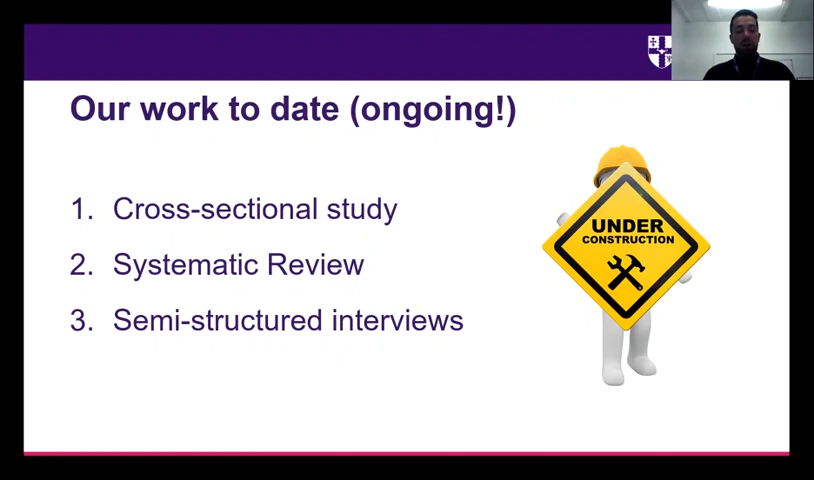 Our work to date (ongoing!)
1. Cross-sectional study
2. Systematic Review
3. Semi-structured interviews
UNDER
CONSTRUCTION